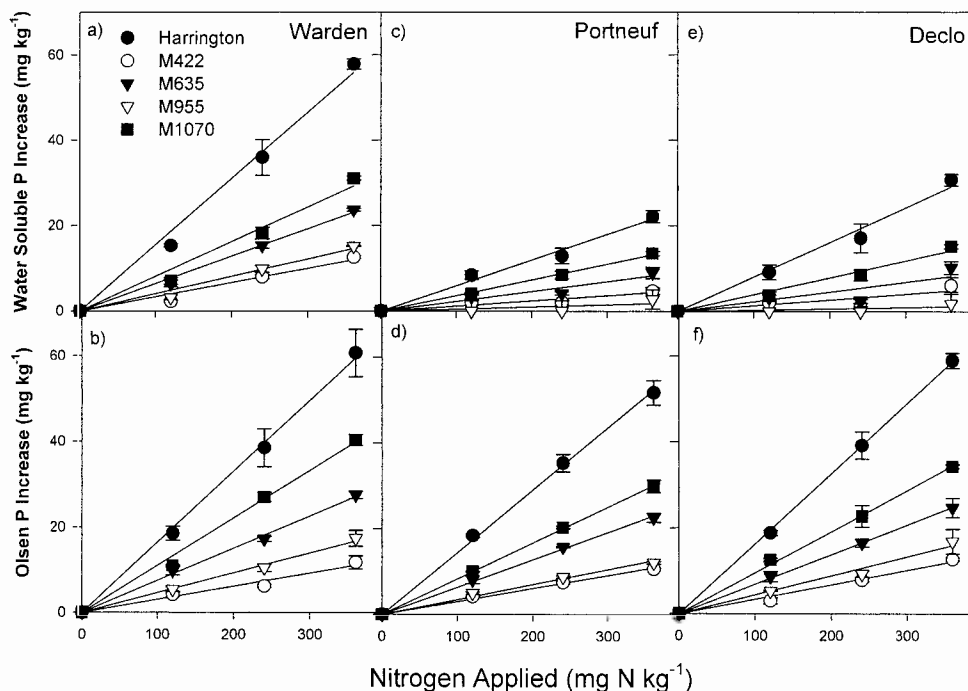 a)
Harrington
Warden
M422
M635
M955
M1070
c)
Portneuf
e)
Declo
Water Soluble P Increase (mg kg⁻¹)
60
40
20
0
b)
d)
f)
Olsen P Increase (mg kg⁻¹)
60
40
20
0
0 100 200 300
0 100 200 300
0 100 200 300
Nitrogen Applied (mg N kg⁻¹)